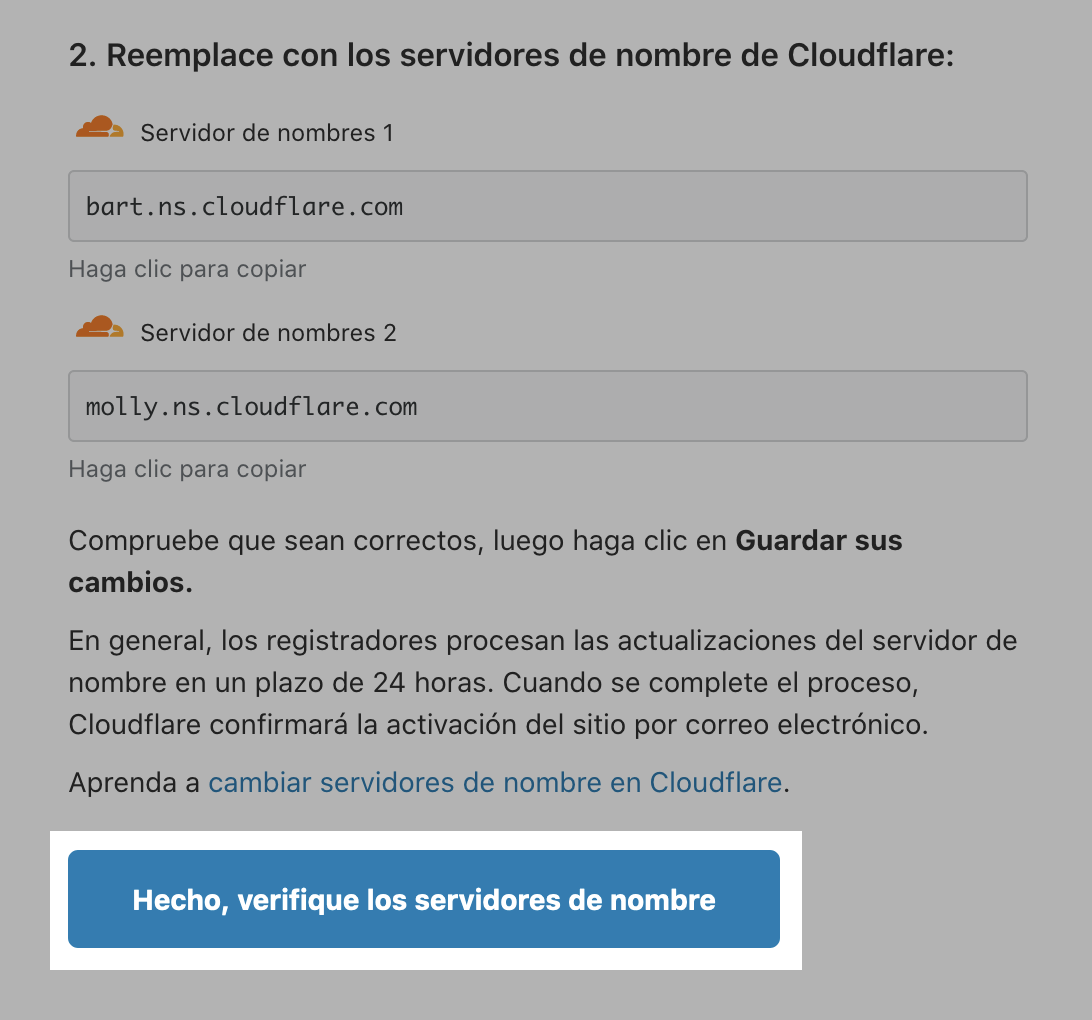 2. Reemplace con los servidores de nombre de Cloudflare:
Servidor de nombres 1
bart.ns.cloudflare.com
Haga clic para copiar
Servidor de nombres 2
molly.ns.cloudflare.com
Haga clic para copiar
Compruebe que sean correctos, luego haga clic en Guardar sus
cambios.
En general, los registradores procesan las actualizaciones del servidor de
nombre en un plazo de 24 horas. Cuando se complete el proceso,
Cloudflare confirmará la activación del sitio por correo electrónico.
Aprenda a cambiar servidores de nombre en Cloudflare.
Hecho, verifique los servidores de nombre